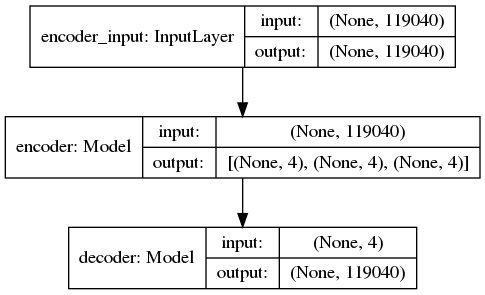 encoder_input: InputLayer
input:
(None, 119040)
output:
(None, 119040)
encoder: Model
input:
(None, 119040)
output:
[(None, 4), (None, 4), (None, 4)]
decoder: Model
input:
(None, 4)
output:
(None, 119040)